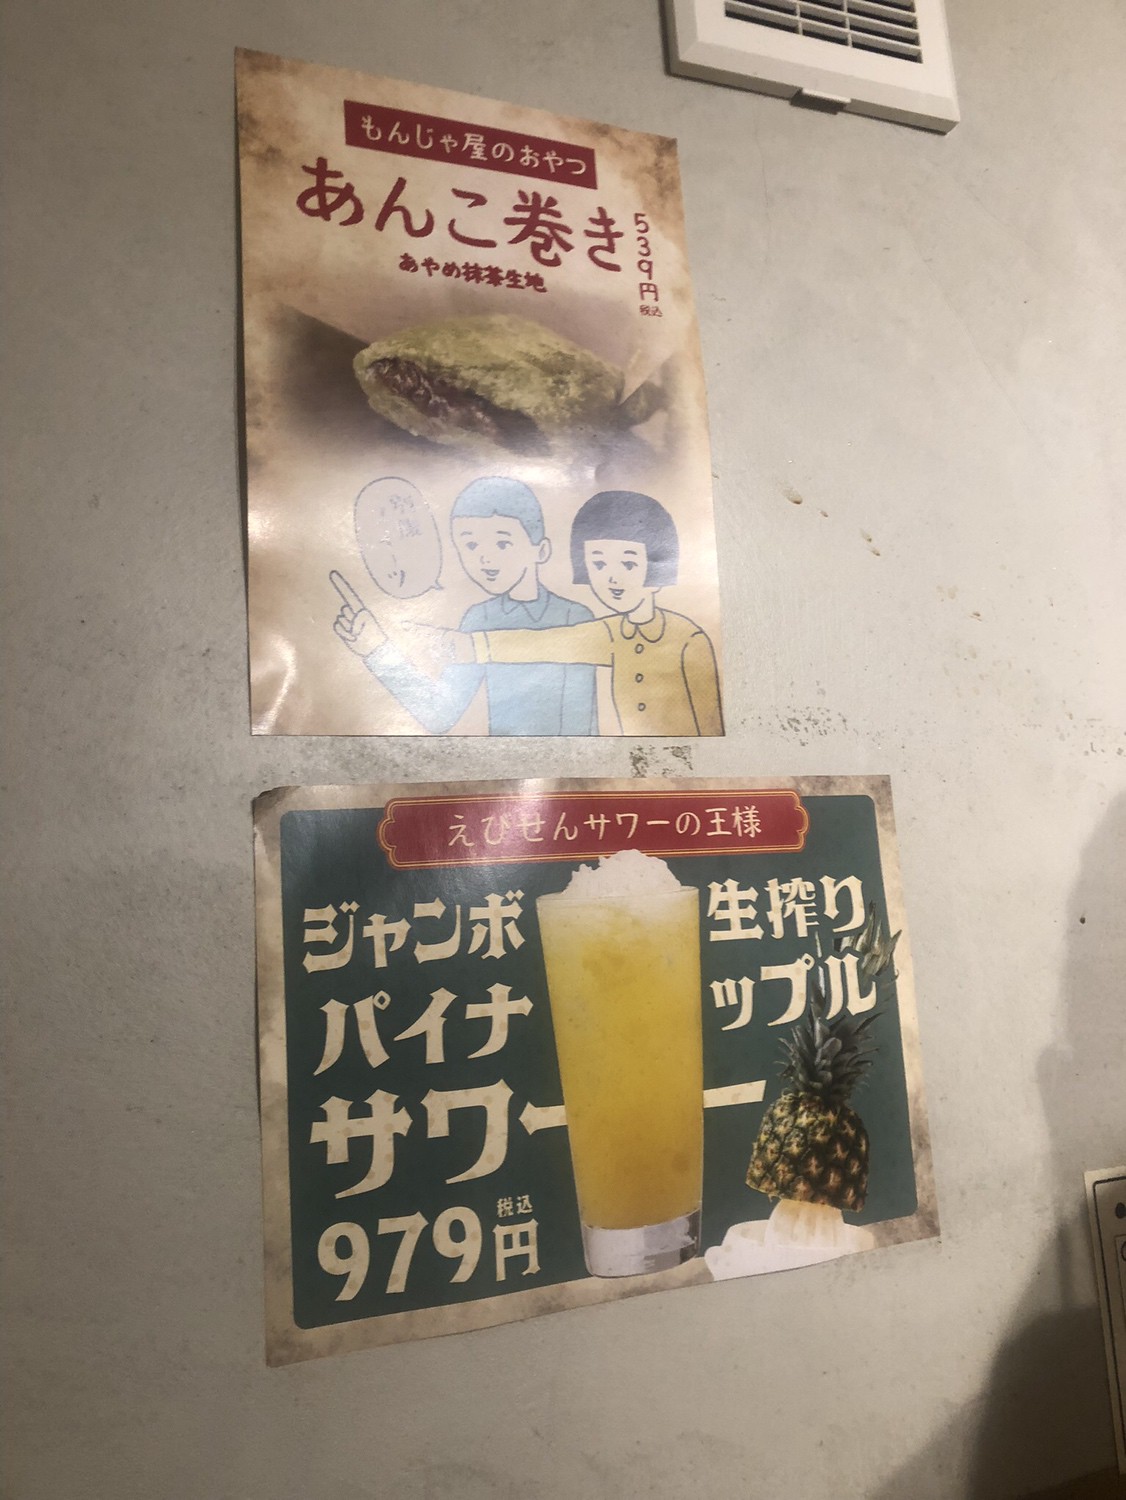 もんじゃ屋のおやつ
あんこ巻き
539円
税込
あやめ抹茶生地
えびせんサワーの王様
ジャンボ 生搾り
パイナ ップル
サワー
979円
税込